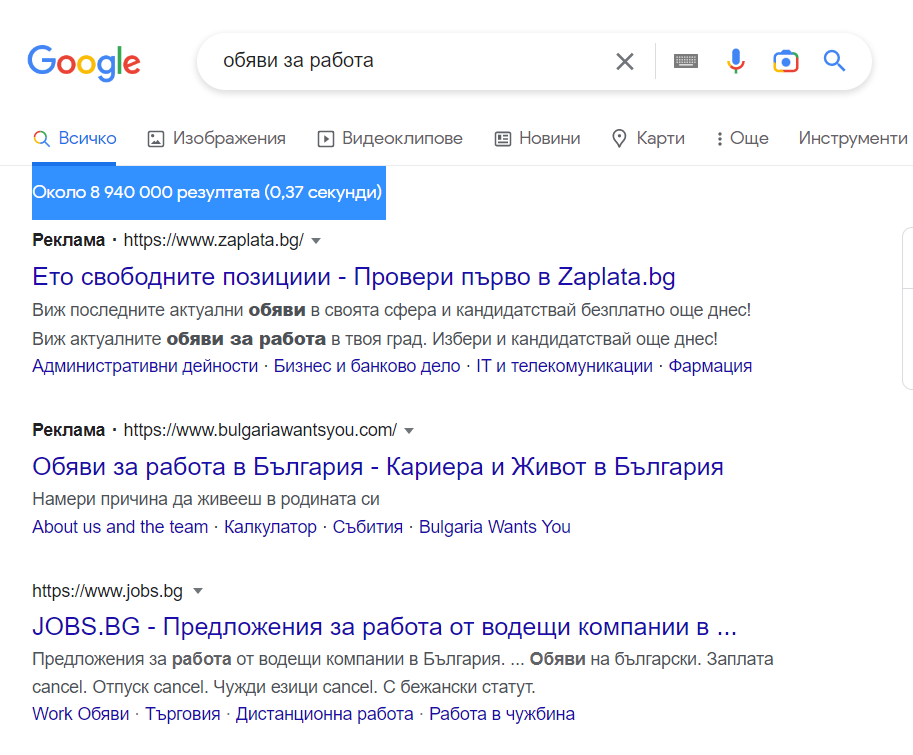 Google
обяви за работа
Всичко Изображения Видеоклипове Новини Карти Още Инструменти
Около 8 940 000 резултата (0,37 секунди)
Реклама · https://www.zaplata.bg/
Ето свободните позициии - Провери първо в Zaplata.bg
Виж последните актуални обяви в своята сфера и кандидатствай безплатно още днес!
Виж актуалните обяви за работа в твоя град. Избери и кандидатствай още днес!
Административни дейности · Бизнес и банково дело · IT и телекомуникации · Фармация
Реклама · https://www.bulgariawantsyou.com/
Обяви за работа в България - Кариера и Живот в България
Намери причина да живееш в родината си
About us and the team · Калкулатор · Събития · Bulgaria Wants You
https://www.jobs.bg
JOBS.BG - Предложения за работа от водещи компании в ...
Предложения за работа от водещи компании в България. ... Обяви на български. Заплата
cancel. Отпуск cancel. Чужди езици cancel. С бежански статут.
Work Обяви · Търговия · Дистанционна работа · Работа в чужбина